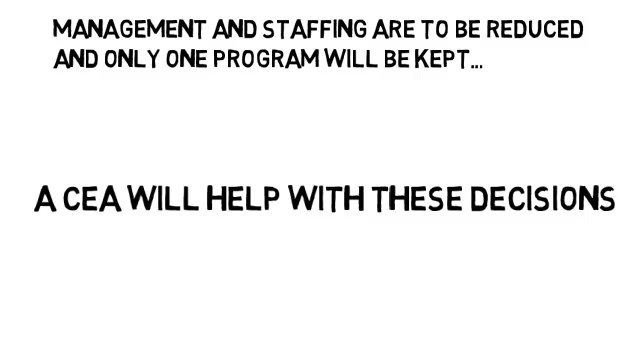 MANAGEMENT AND STAFFING ARE TO BE REDUCED
AND ONLY ONE PROGRAM WILL BE KEPT...
A CEA WILL HELP WITH THESE DECISIONS